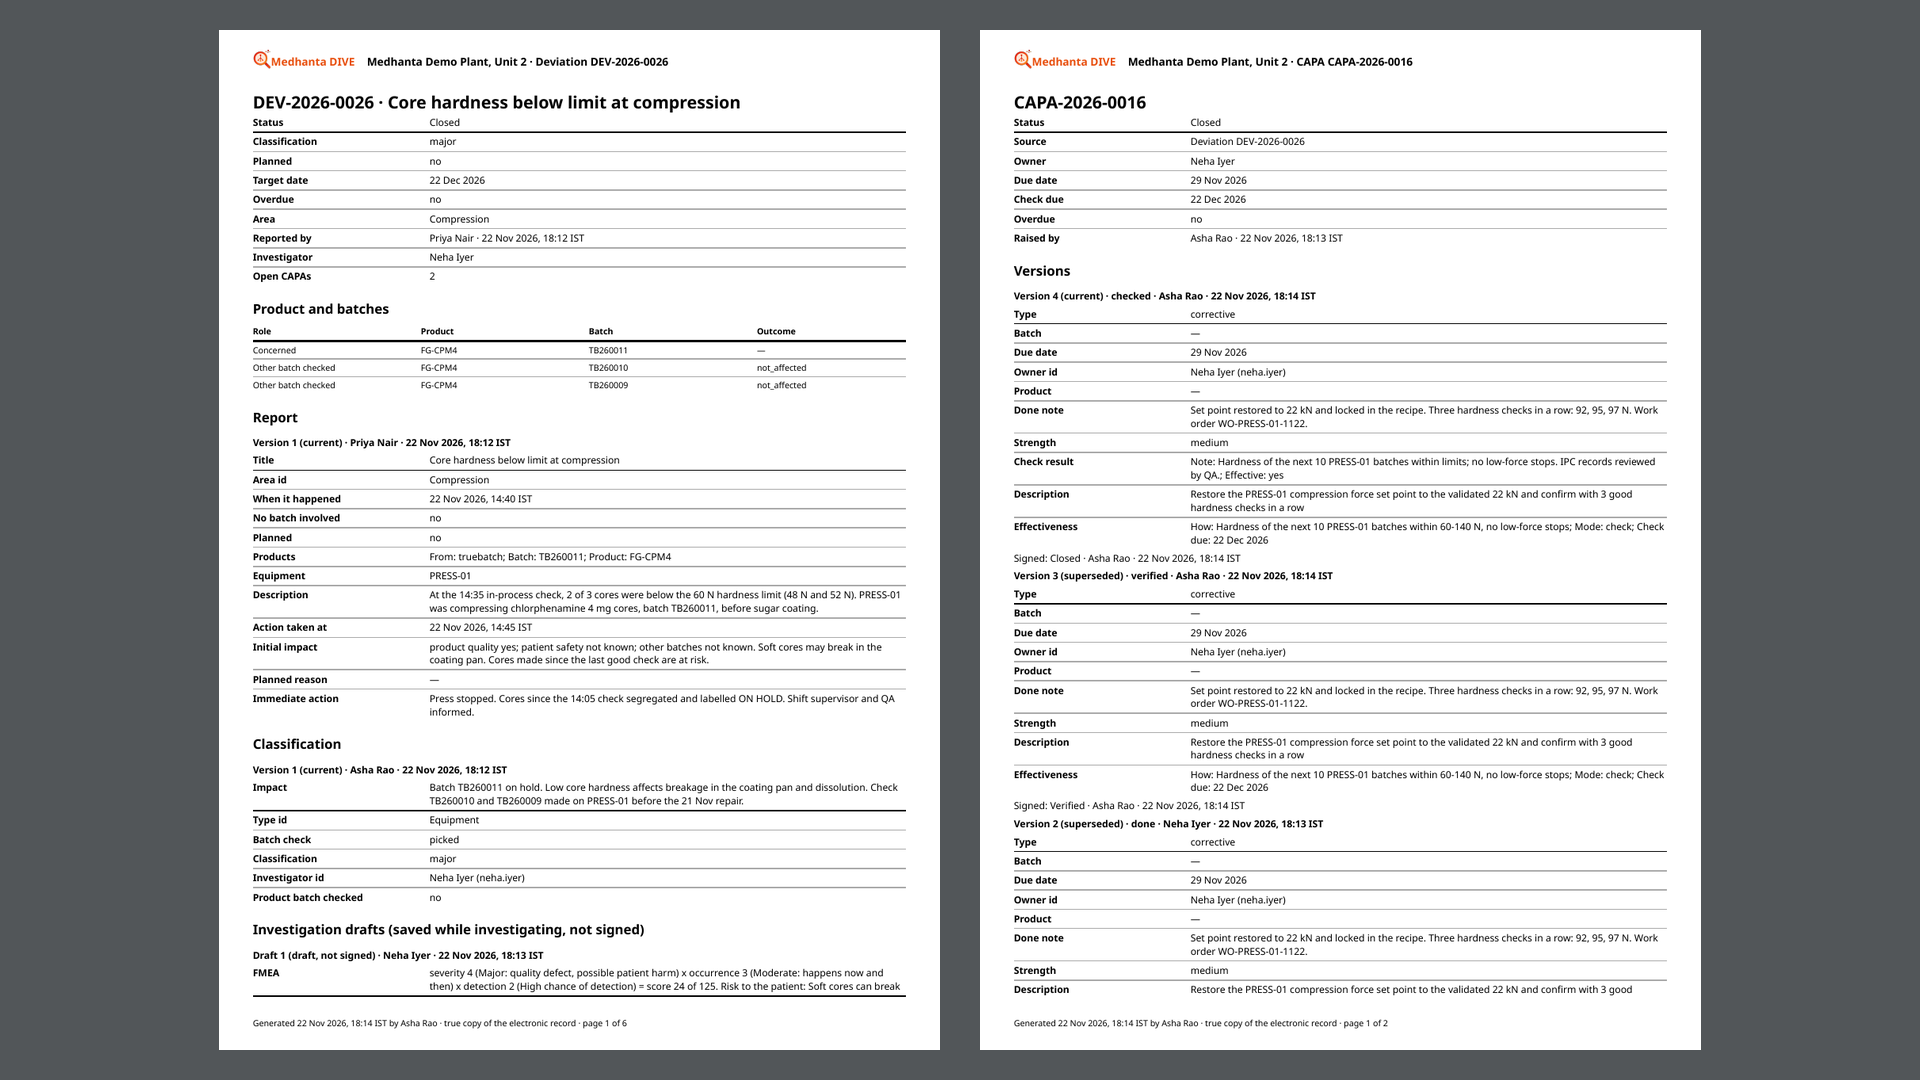 Medhanta DIVE Medhanta Demo Plant, Unit 2 · Deviation DEV-2026-0026
DEV-2026-0026 · Core hardness below limit at compression
Status Closed
Classification major
Planned no
Target date 22 Dec 2026
Overdue no
Area Compression
Reported by Priya Nair · 22 Nov 2026, 18:12 IST
Investigator Neha Iyer
Open CAPAs 2
Product and batches
Role Product Batch Outcome
Concerned FG-CPM4 TB260011 —
Other batch checked FG-CPM4 TB260010 not_affected
Other batch checked FG-CPM4 TB260009 not_affected
Report
Version 1 (current) · Priya Nair · 22 Nov 2026, 18:12 IST
Title Core hardness below limit at compression
Area id Compression
When it happened 22 Nov 2026, 14:40 IST
No batch involved no
Planned no
Products From: truebatch; Batch: TB260011; Product: FG-CPM4
Equipment PRESS-01
Description At the 14:35 in-process check, 2 of 3 cores were below the 60 N hardness limit (48 N and 52 N). PRESS-01
was compressing chlorphenamine 4 mg cores, batch TB260011, before sugar coating.
Action taken at 22 Nov 2026, 14:45 IST
Initial impact product quality yes; patient safety not known; other batches not known. Soft cores may break in the
coating pan. Cores made since the last good check are at risk.
Planned reason —
Immediate action Press stopped. Cores since the 14:05 check segregated and labelled ON HOLD. Shift supervisor and QA
informed.
Classification
Version 1 (current) · Asha Rao · 22 Nov 2026, 18:12 IST
Impact Batch TB260011 on hold. Low core hardness affects breakage in the coating pan and dissolution. Check
TB260010 and TB260009 made on PRESS-01 before the 21 Nov repair.
Type id Equipment
Batch check picked
Classification major
Investigator id Neha Iyer (neha.iyer)
Product batch checked no
Investigation drafts (saved while investigating, not signed)
Draft 1 (draft, not signed) · Neha Iyer · 22 Nov 2026, 18:13 IST
FMEA severity 4 (Major: quality defect, possible patient harm) x occurrence 3 (Moderate: happens now and
then) x detection 2 (High chance of detection) = score 24 of 125. Risk to the patient: Soft cores can break
Generated 22 Nov 2026, 18:14 IST by Asha Rao · true copy of the electronic record · page 1 of 6
Medhanta DIVE Medhanta Demo Plant, Unit 2 · CAPA CAPA-2026-0016
CAPA-2026-0016
Status Closed
Source Deviation DEV-2026-0026
Owner Neha Iyer
Due date 29 Nov 2026
Check due 22 Dec 2026
Overdue no
Raised by Asha Rao · 22 Nov 2026, 18:13 IST
Versions
Version 4 (current) · checked · Asha Rao · 22 Nov 2026, 18:14 IST
Type corrective
Batch —
Due date 29 Nov 2026
Owner id Neha Iyer (neha.iyer)
Product —
Done note Set point restored to 22 kN and locked in the recipe. Three hardness checks in a row: 92, 95, 97 N. Work
order WO-PRESS-01-1122.
Strength medium
Check result Note: Hardness of the next 10 PRESS-01 batches within limits; no low-force stops. IPC records reviewed
by QA.; Effective: yes
Description Restore the PRESS-01 compression force set point to the validated 22 kN and confirm with 3 good
hardness checks in a row
Effectiveness How: Hardness of the next 10 PRESS-01 batches within 60-140 N, no low-force stops; Mode: check; Check
due: 22 Dec 2026
Signed: Closed · Asha Rao · 22 Nov 2026, 18:14 IST
Version 3 (superseded) · verified · Asha Rao · 22 Nov 2026, 18:14 IST
Type corrective
Batch —
Due date 29 Nov 2026
Owner id Neha Iyer (neha.iyer)
Product —
Done note Set point restored to 22 kN and locked in the recipe. Three hardness checks in a row: 92, 95, 97 N. Work
order WO-PRESS-01-1122.
Strength medium
Description Restore the PRESS-01 compression force set point to the validated 22 kN and confirm with 3 good
hardness checks in a row
Effectiveness How: Hardness of the next 10 PRESS-01 batches within 60-140 N, no low-force stops; Mode: check; Check
due: 22 Dec 2026
Signed: Verified · Asha Rao · 22 Nov 2026, 18:14 IST
Version 2 (superseded) · done · Neha Iyer · 22 Nov 2026, 18:13 IST
Type corrective
Batch —
Due date 29 Nov 2026
Owner id Neha Iyer (neha.iyer)
Product —
Done note Set point restored to 22 kN and locked in the recipe. Three hardness checks in a row: 92, 95, 97 N. Work
order WO-PRESS-01-1122.
Strength medium
Description Restore the PRESS-01 compression force set point to the validated 22 kN and confirm with 3 good
Generated 22 Nov 2026, 18:14 IST by Asha Rao · true copy of the electronic record · page 1 of 2